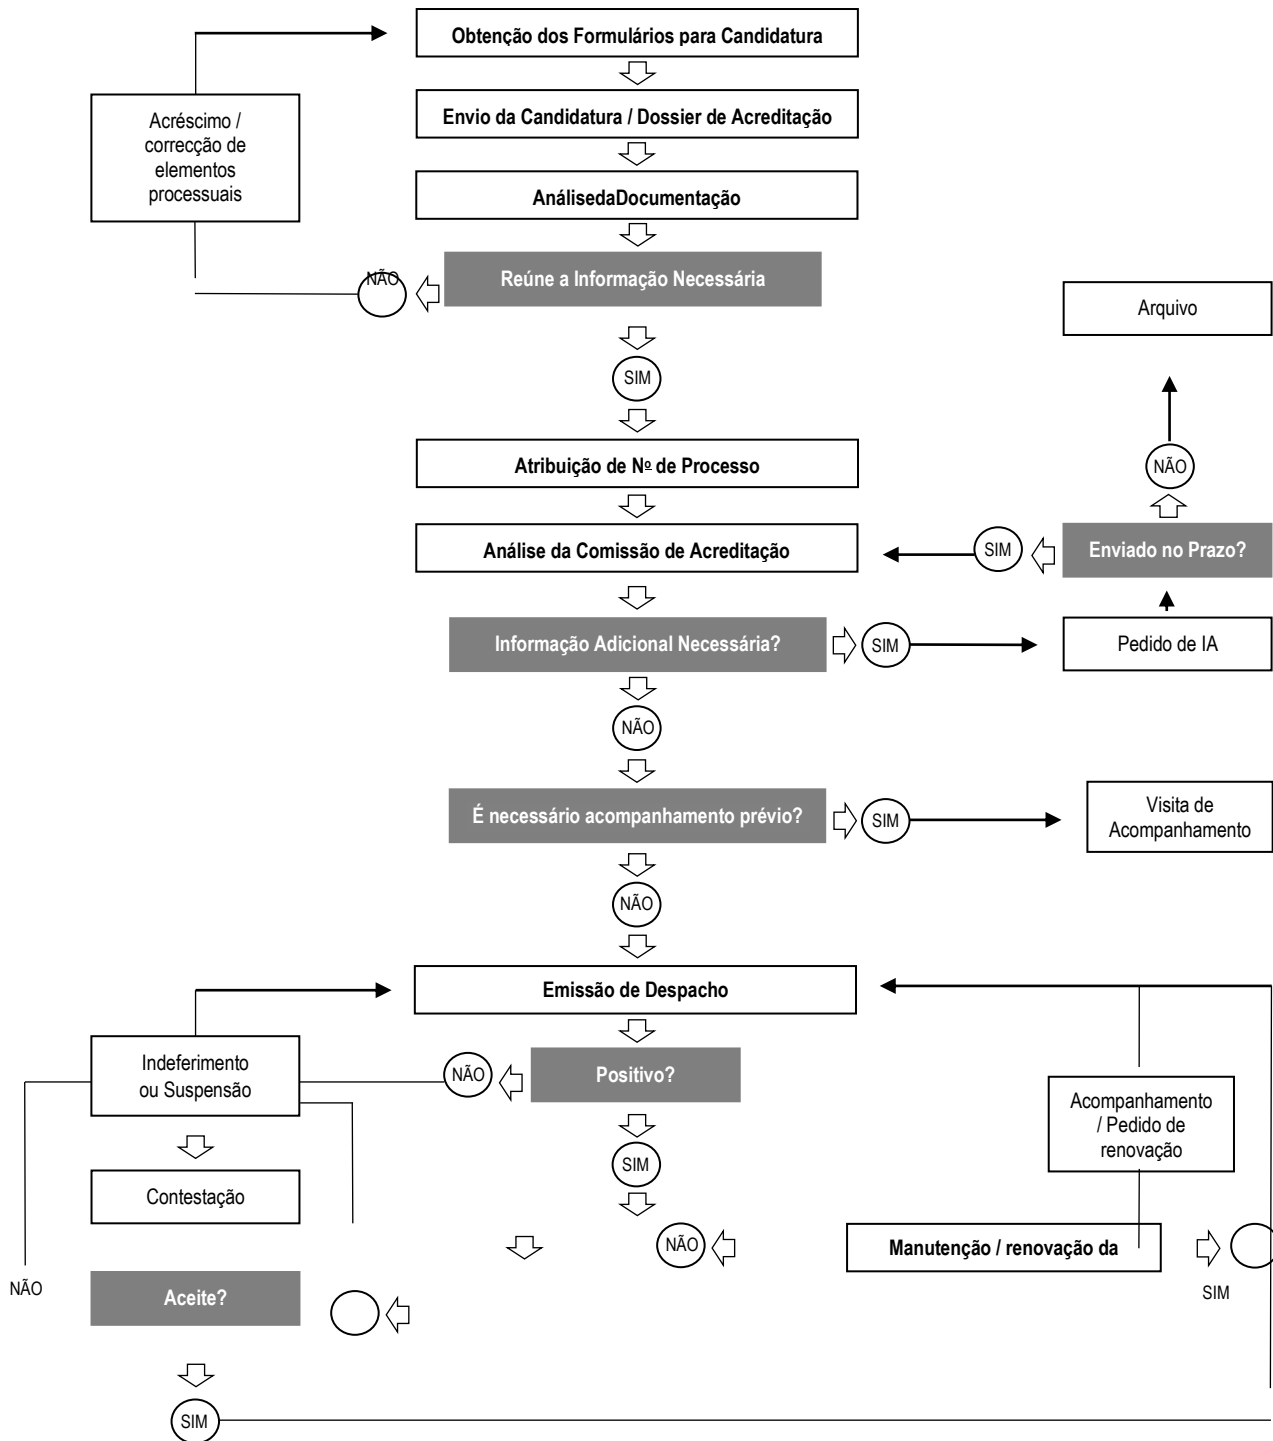 Obtenção dos Formulários para Candidatura
Acréscimo /
correcção de
elementos
processuais
Envio da Candidatura / Dossier de Acreditação
AnálisedaDocumentação
Reúne a Informação Necessária
NÃO
Arquivo
SIM
Atribuição de Nº de Processo
NÃO
Análise da Comissão de Acreditação
SIM
Enviado no Prazo?
Informação Adicional Necessária?
SIM
Pedido de IA
NÃO
É necessário acompanhamento prévio?
SIM
Visita de
Acompanhamento
NÃO
Emissão de Despacho
Indeferimento
ou Suspensão
NÃO
Positivo?
Acompanhamento
/ Pedido de
renovação
SIM
Contestação
NÃO
Manutenção / renovação da
NÃO
Aceite?
SIM
SIM